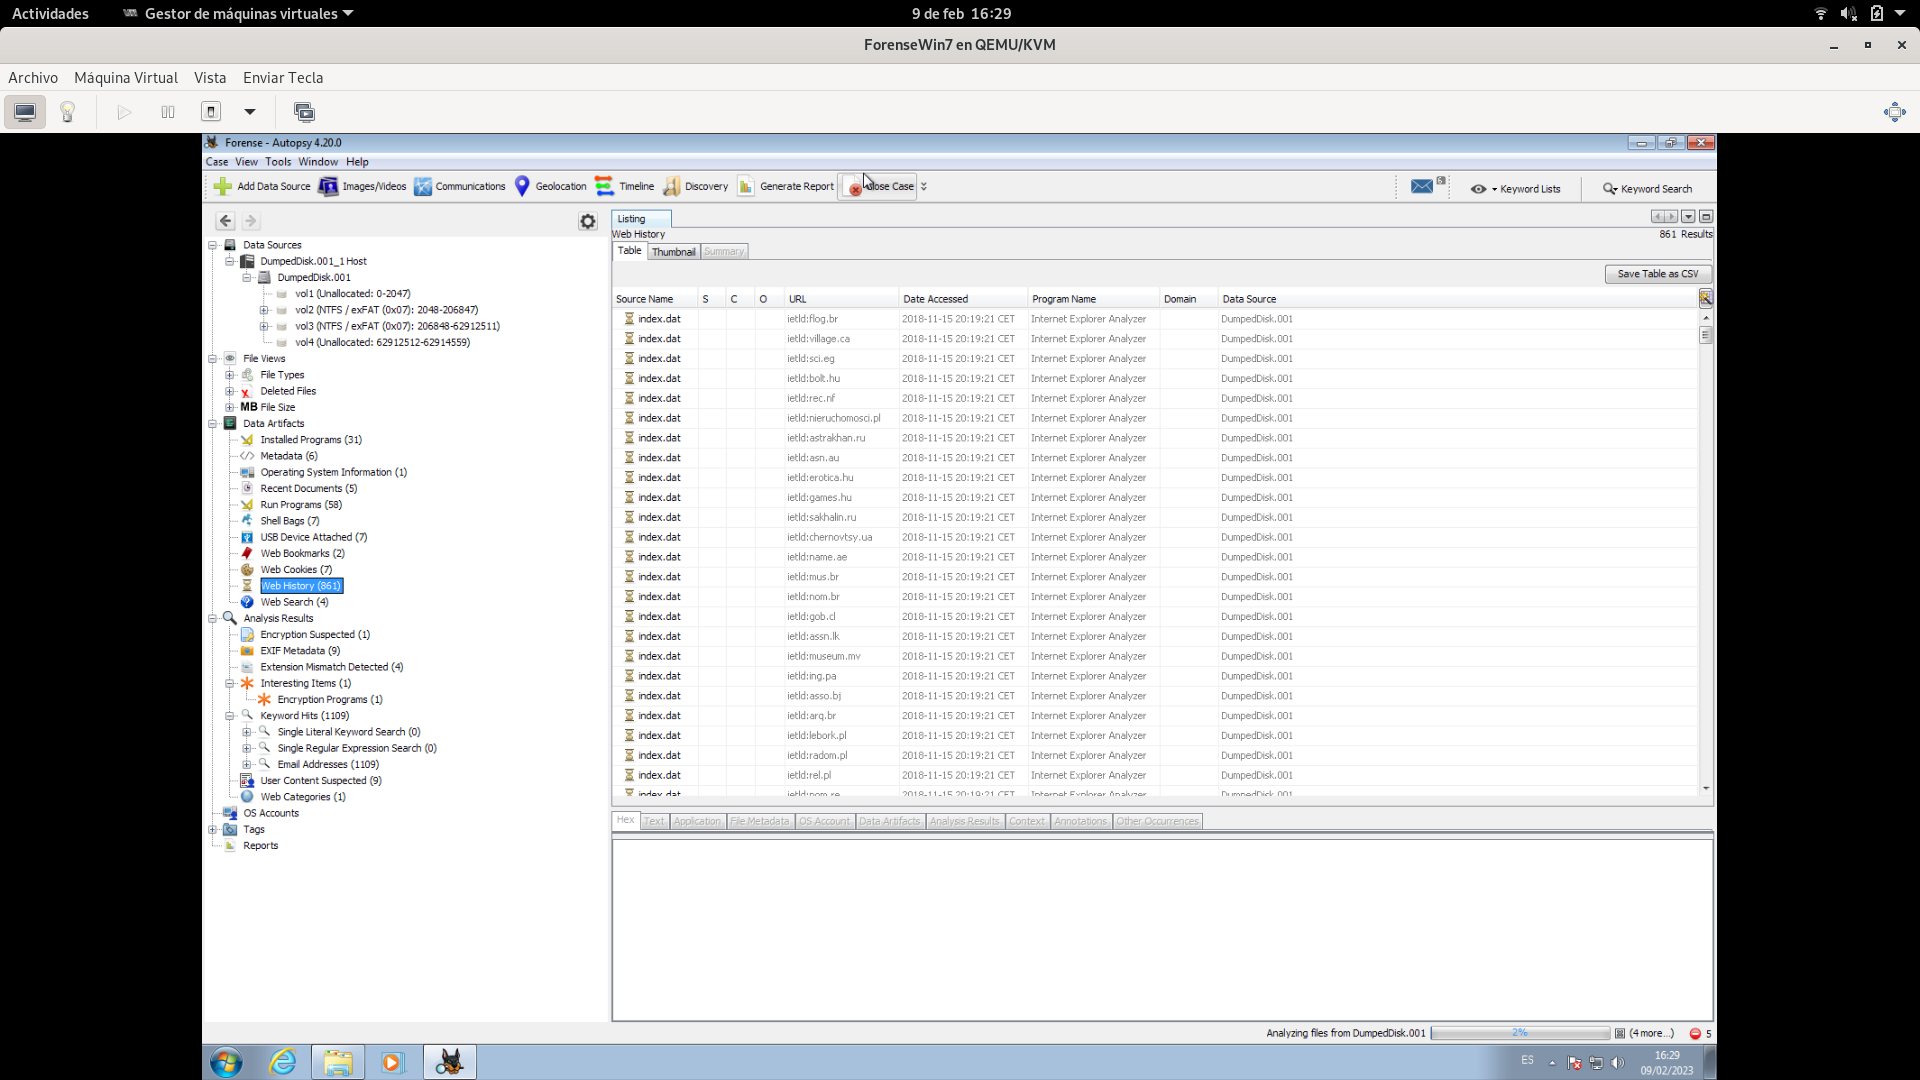 Actividades Gestor de máquinas virtuales 9 de feb 16:29
ForenseWin7 en QEMU/KVM
Archivo Máquina Virtual Vista Enviar Tecla
Forense - Autopsy 4.20.0
Case View Tools Window Help
Add Data Source Images/Videos Communications Geolocation Timeline Discovery Generate Report Close Case Keyword Lists Keyword Search
Data Sources
DumpedDisk.001_1 Host
DumpedDisk.001
vol1 (Unallocated: 0-2047)
vol2 (NTFS / exFAT (0x07): 2048-206847)
vol3 (NTFS / exFAT (0x07): 206848-62912511)
vol4 (Unallocated: 62912512-62914559)
File Views
File Types
Deleted Files
MB File Size
Data Artifacts
Installed Programs (31)
Metadata (6)
Operating System Information (1)
Recent Documents (5)
Run Programs (58)
Shell Bags (7)
USB Device Attached (7)
Web Bookmarks (2)
Web Cookies (7)
Web History (861)
Web Search (4)
Analysis Results
Encryption Suspected (1)
EXIF Metadata (9)
Extension Mismatch Detected (4)
Interesting Items (1)
Encryption Programs (1)
Keyword Hits (1109)
Single Literal Keyword Search (0)
Single Regular Expression Search (0)
Email Addresses (1109)
User Content Suspected (9)
Web Categories (1)
OS Accounts
Tags
Reports
Listing
Web History 861 Results
Table Thumbnail Summary
Save Table as CSV
Source Name S C O URL Date Accessed Program Name Domain Data Source
index.dat ietld:flog.br 2018-11-15 20:19:21 CET Internet Explorer Analyzer DumpedDisk.001
index.dat ietld:village.ca 2018-11-15 20:19:21 CET Internet Explorer Analyzer DumpedDisk.001
index.dat ietld:sci.eg 2018-11-15 20:19:21 CET Internet Explorer Analyzer DumpedDisk.001
index.dat ietld:bolt.hu 2018-11-15 20:19:21 CET Internet Explorer Analyzer DumpedDisk.001
index.dat ietld:rec.nf 2018-11-15 20:19:21 CET Internet Explorer Analyzer DumpedDisk.001
index.dat ietld:nieruchomosci.pl 2018-11-15 20:19:21 CET Internet Explorer Analyzer DumpedDisk.001
index.dat ietld:astrakhan.ru 2018-11-15 20:19:21 CET Internet Explorer Analyzer DumpedDisk.001
index.dat ietld:asn.au 2018-11-15 20:19:21 CET Internet Explorer Analyzer DumpedDisk.001
index.dat ietld:erotica.hu 2018-11-15 20:19:21 CET Internet Explorer Analyzer DumpedDisk.001
index.dat ietld:games.hu 2018-11-15 20:19:21 CET Internet Explorer Analyzer DumpedDisk.001
index.dat ietld:sakhalin.ru 2018-11-15 20:19:21 CET Internet Explorer Analyzer DumpedDisk.001
index.dat ietld:chernovtsy.ua 2018-11-15 20:19:21 CET Internet Explorer Analyzer DumpedDisk.001
index.dat ietld:name.ae 2018-11-15 20:19:21 CET Internet Explorer Analyzer DumpedDisk.001
index.dat ietld:mus.br 2018-11-15 20:19:21 CET Internet Explorer Analyzer DumpedDisk.001
index.dat ietld:nom.br 2018-11-15 20:19:21 CET Internet Explorer Analyzer DumpedDisk.001
index.dat ietld:gob.cl 2018-11-15 20:19:21 CET Internet Explorer Analyzer DumpedDisk.001
index.dat ietld:assn.lk 2018-11-15 20:19:21 CET Internet Explorer Analyzer DumpedDisk.001
index.dat ietld:museum.mv 2018-11-15 20:19:21 CET Internet Explorer Analyzer DumpedDisk.001
index.dat ietld:ing.pa 2018-11-15 20:19:21 CET Internet Explorer Analyzer DumpedDisk.001
index.dat ietld:asso.bj 2018-11-15 20:19:21 CET Internet Explorer Analyzer DumpedDisk.001
index.dat ietld:arq.br 2018-11-15 20:19:21 CET Internet Explorer Analyzer DumpedDisk.001
index.dat ietld:lebork.pl 2018-11-15 20:19:21 CET Internet Explorer Analyzer DumpedDisk.001
index.dat ietld:radom.pl 2018-11-15 20:19:21 CET Internet Explorer Analyzer DumpedDisk.001
index.dat ietld:rel.pl 2018-11-15 20:19:21 CET Internet Explorer Analyzer DumpedDisk.001
index.dat ietld:nom.re 2018-11-15 20:19:21 CET Internet Explorer Analyzer DumpedDisk.001
Hex Text Application File Metadata OS Account Data Artifacts Analysis Results Context Annotations Other Occurrences
Analyzing files from DumpedDisk.001 2% (4 more...) 5
ES 16:29
09/02/2023